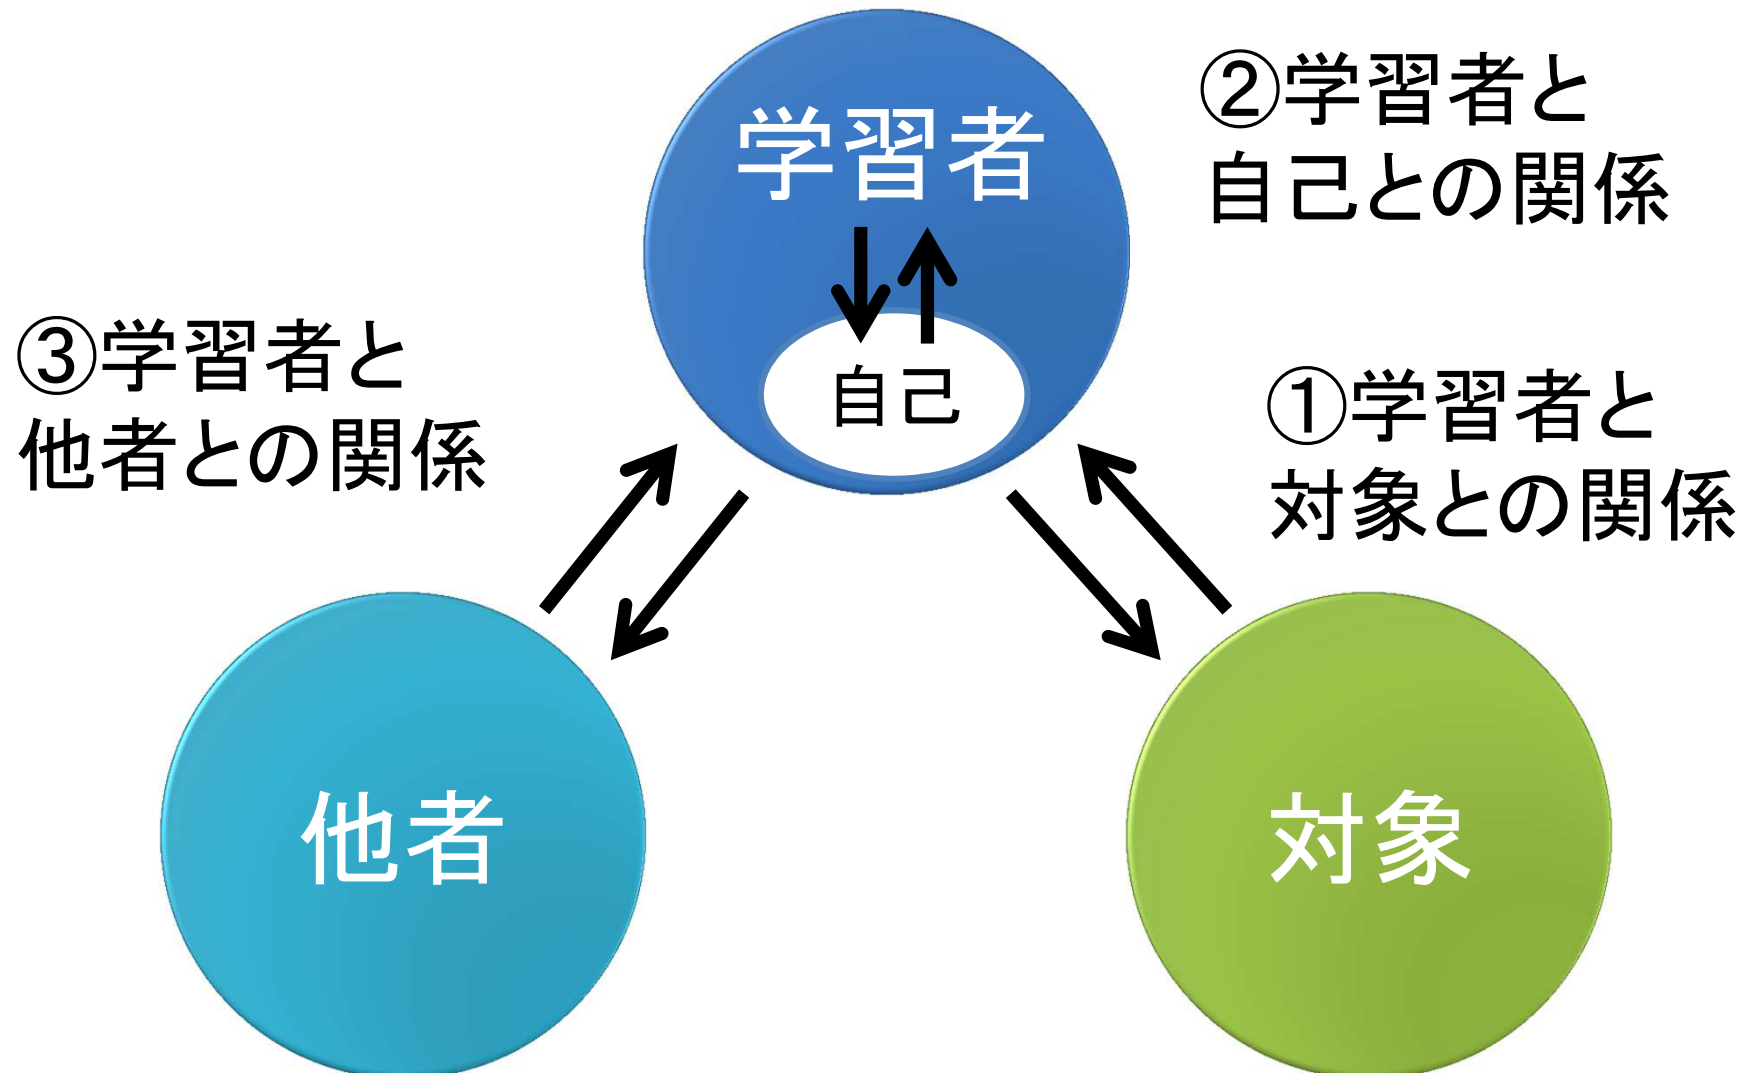 学習者
自己
②学習者と
自己との関係
③学習者と
他者との関係
①学習者と
対象との関係
他者
対象